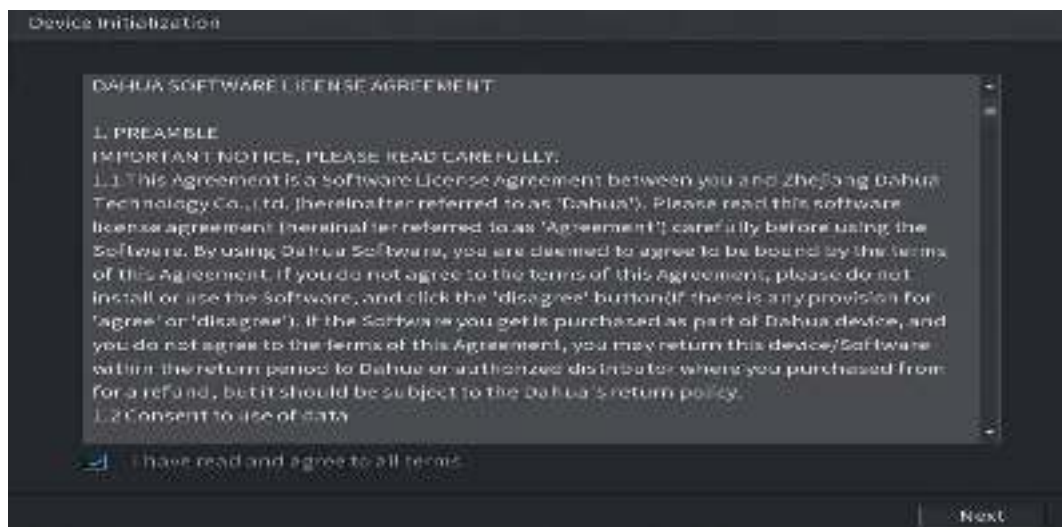 Device Initialization
DAHUA SOFTWARE LICENSE AGREEMENT
1. PREAMBLE
IMPORTANT NOTICE, PLEASE READ CAREFULLY:
1.1 This Agreement is a Software License Agreement between you and Zhejiang Dahua
Technology Co., Ltd. (hereinafter referred to as 'Dahua'). Please read this software
license agreement (hereinafter referred to as 'Agreement') carefully before using the
Software. By using Dahua Software, you are deemed to agree to be bound by the terms
of this Agreement. If you do not agree to the terms of this Agreement, please do not
install or use the Software, and click the 'disagree' button(if there is any provision for
'agree' or 'disagree'). If the Software you get is purchased as part of Dahua device, and
you do not agree to the terms of this Agreement, you may return this device/Software
within the return period to Dahua or authorized distributor where you purchased from
for a refund, but it should be subject to the Dahua's return policy.
1.2 Consent to use of data
I have read and agree to all terms
Next